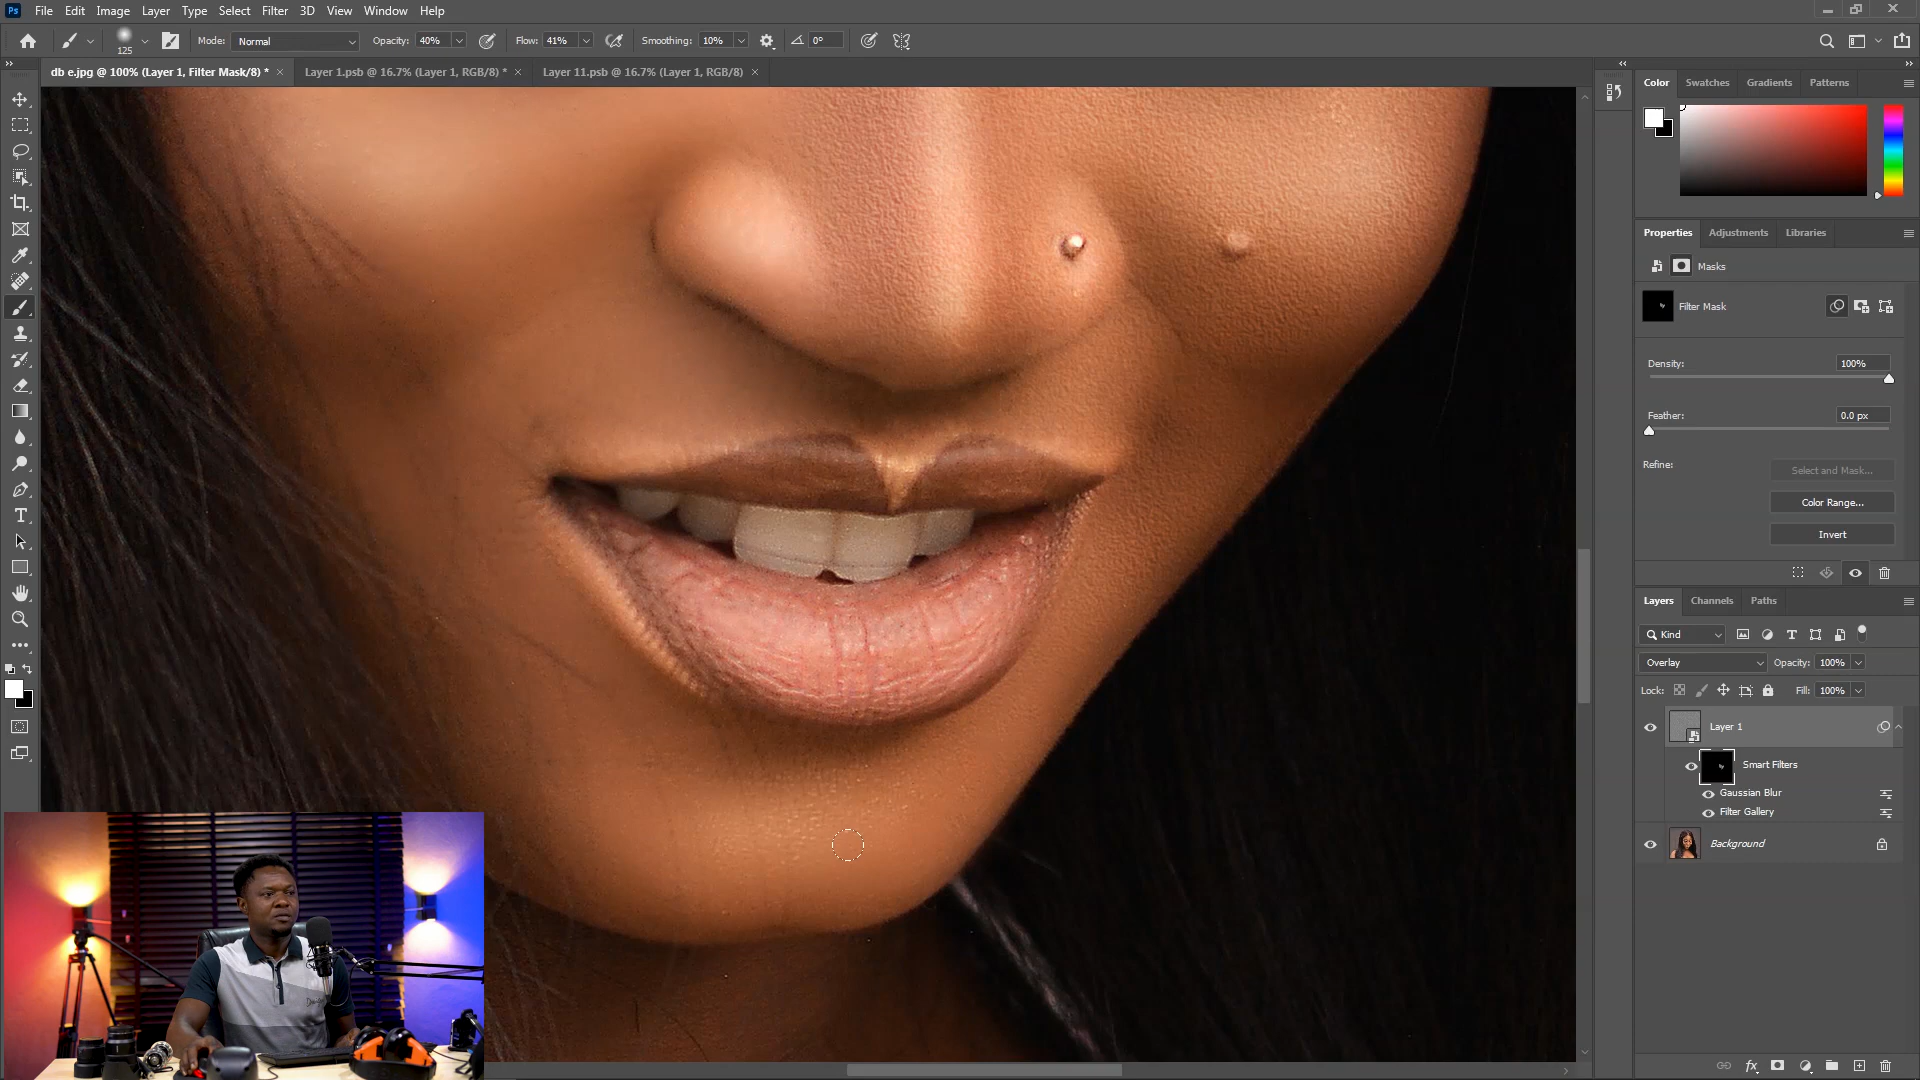 Ps File Edit Image Layer Type Select Filter 3D View Window Help
125 Mode: Normal Opacity: 40% Flow: 41% Smoothing: 10% 0°
db e.jpg @ 100% (Layer 1, Filter Mask/8) * Layer 1.psb @ 16.7% (Layer 1, RGB/8) * Layer 11.psb @ 16.7% (Layer 1, RGB/8)
Color Swatches Gradients Patterns
Properties Adjustments Libraries
Masks
Filter Mask
Density: 100%
Feather: 0.0 px
Refine: Select and Mask...
Color Range...
Invert
Layers Channels Paths
Kind
Overlay Opacity: 100%
Lock: Fill: 100%
Layer 1
Smart Filters
Gaussian Blur
Filter Gallery
Background